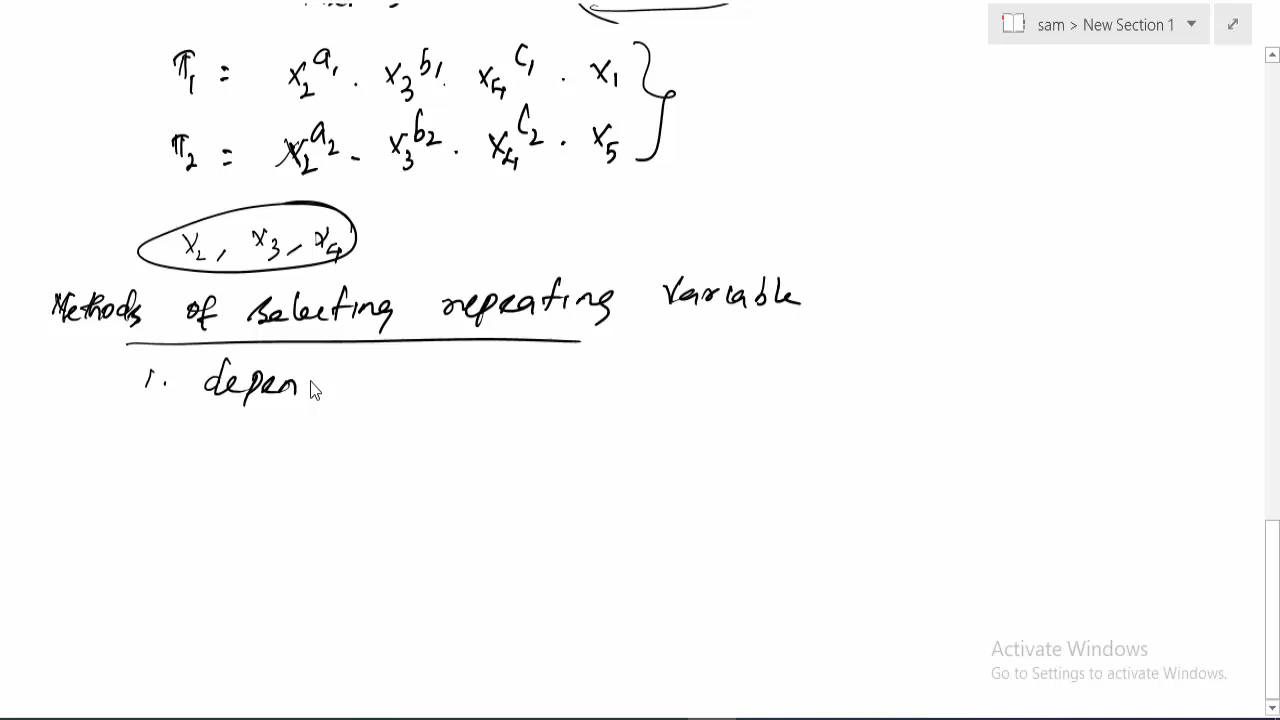 sam > New Section 1
π₁ = x₂^a₁ . x₃^b₁ . x₄^c₁ . x₁
π₂ = x₂^a₂ - x₃^b₂ . x₄^c₂ . x₅
x₂, x₃, x₄
Methods of selecting repeating variable
1. depen
Activate Windows
Go to Settings to activate Windows.